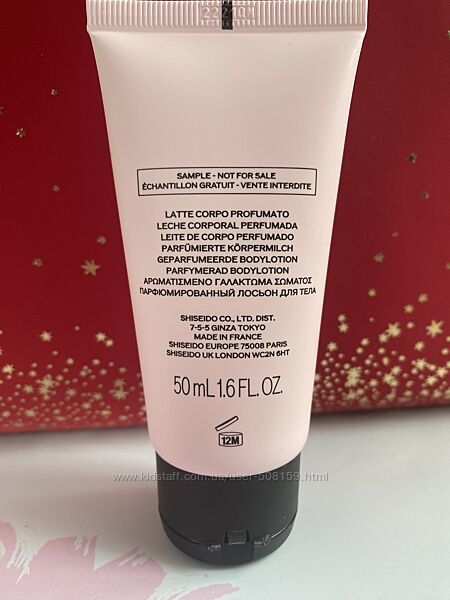 SAMPLE - NOT FOR SALE
ÉCHANTILLON GRATUIT - VENTE INTERDITE
LATTE CORPO PROFUMATO
LECHE CORPORAL PERFUMADA
LEITE DE CORPO PERFUMADO
PARFÜMIERTE KÖRPERMILCH
GEPARFUMEERDE BODYLOTION
PARFYMERAD BODYLOTION
ΑΡΩΜΑΤΙΣΜΕΝΟ ΓΑΛΑΚΤΩΜΑ ΣΩΜΑΤΟΣ
ПАРФЮМИРОВАННЫЙ ЛОСЬОН ДЛЯ ТЕЛА
SHISEIDO CO., LTD. DIST.
7-5-5 GINZA TOKYO
MADE IN FRANCE
SHISEIDO EUROPE 75008 PARIS
SHISEIDO UK LONDON WC2N 6HT
50 mL 1.6 FL. OZ.
12M
www.kidstaff.com.ua/user-508159.html